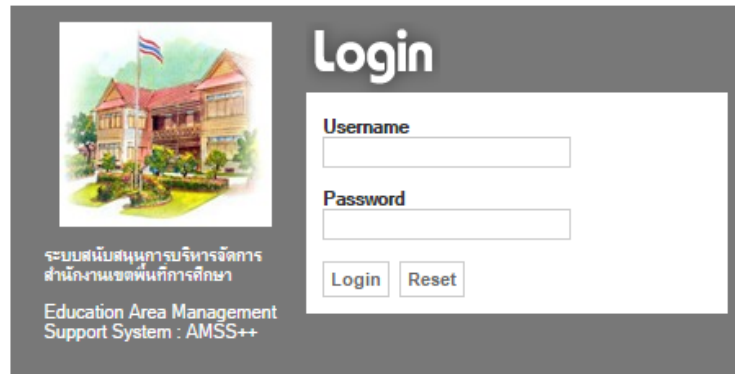 Login
Username
Password
Login Reset
ระบบสนับสนุนการบริหารจัดการ
สำนักงานเขตพื้นที่การศึกษา
Education Area Management
Support System : AMSS++